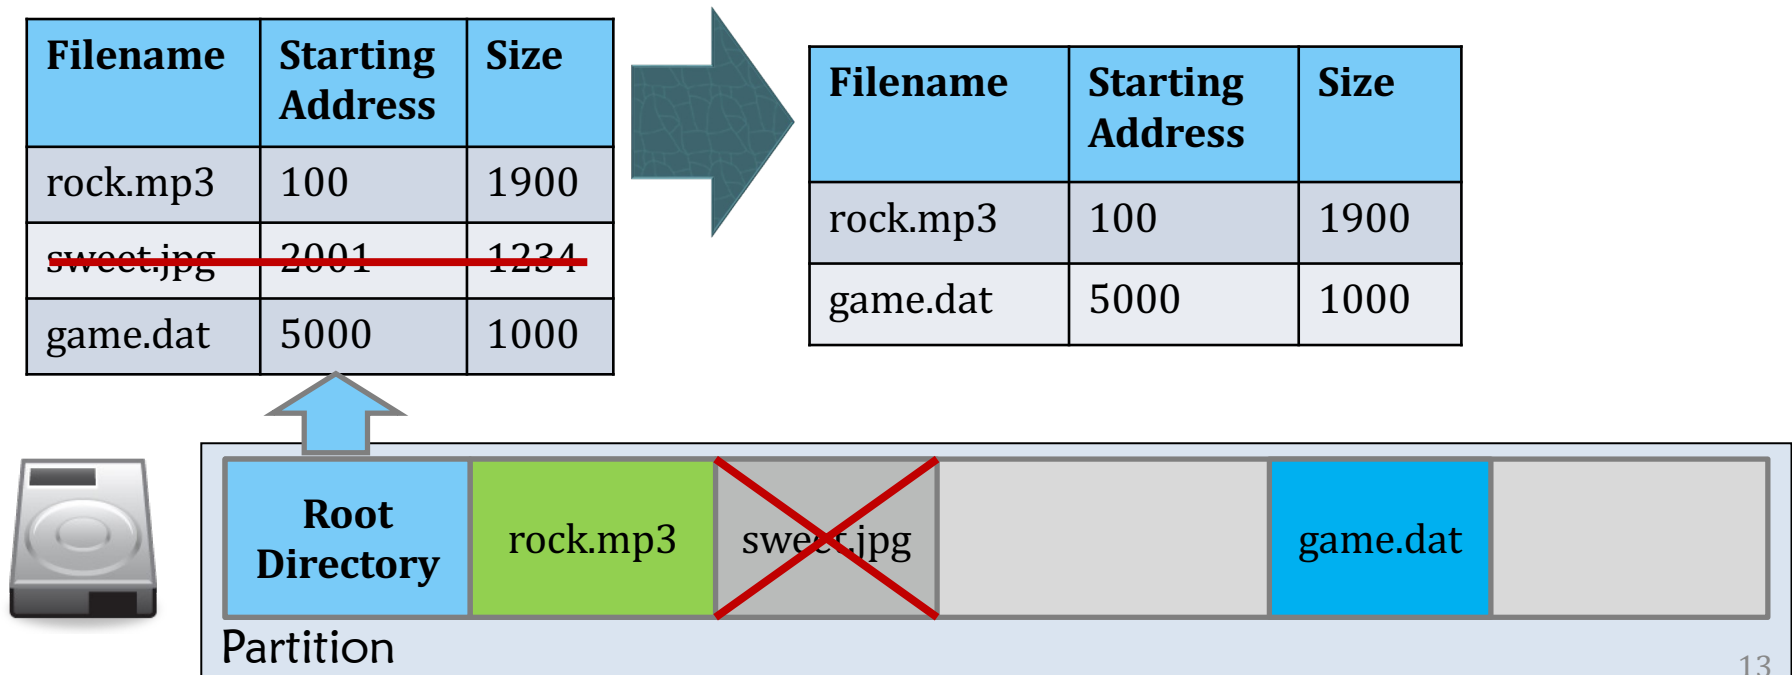 Filename Starting Address Size
rock.mp3 100 1900
sweet.jpg 2001 1234
game.dat 5000 1000
Filename Starting Address Size
rock.mp3 100 1900
game.dat 5000 1000
Root Directory rock.mp3 sweet.jpg game.dat
Partition
13